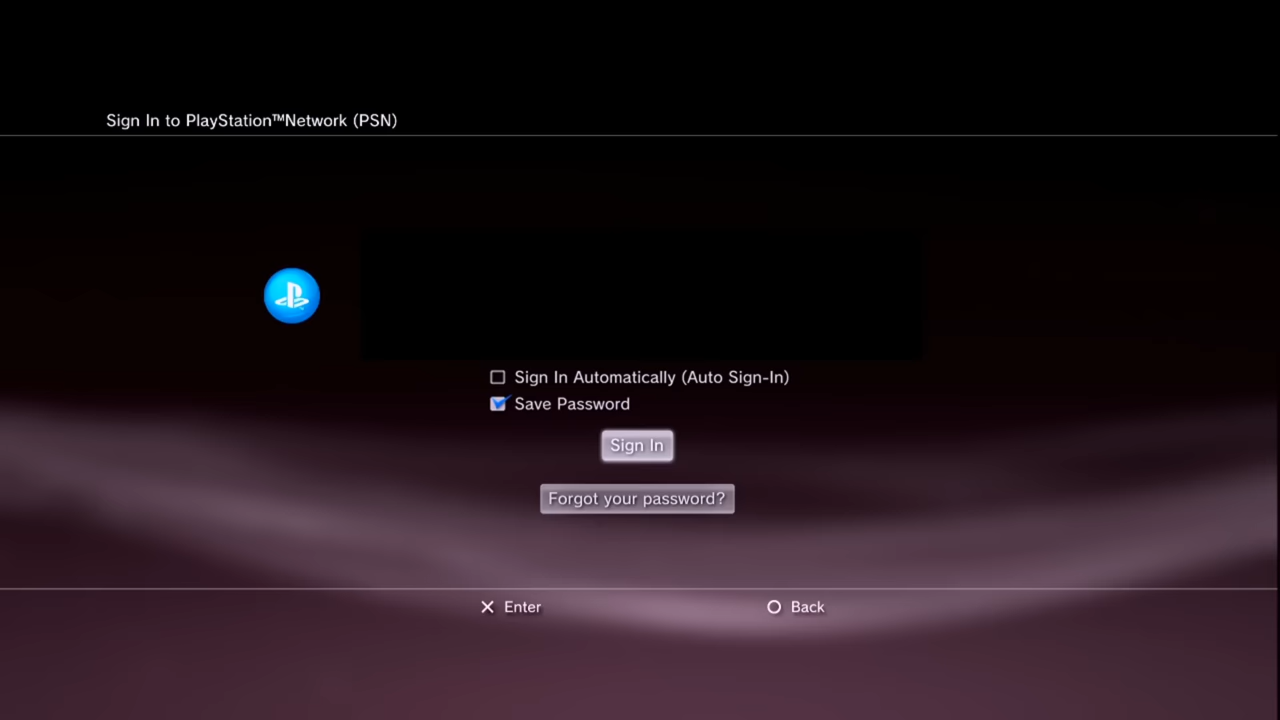 Sign In to PlayStation™Network (PSN)
Sign In Automatically (Auto Sign-In)
Save Password
Sign In
Forgot your password?
Enter
Back